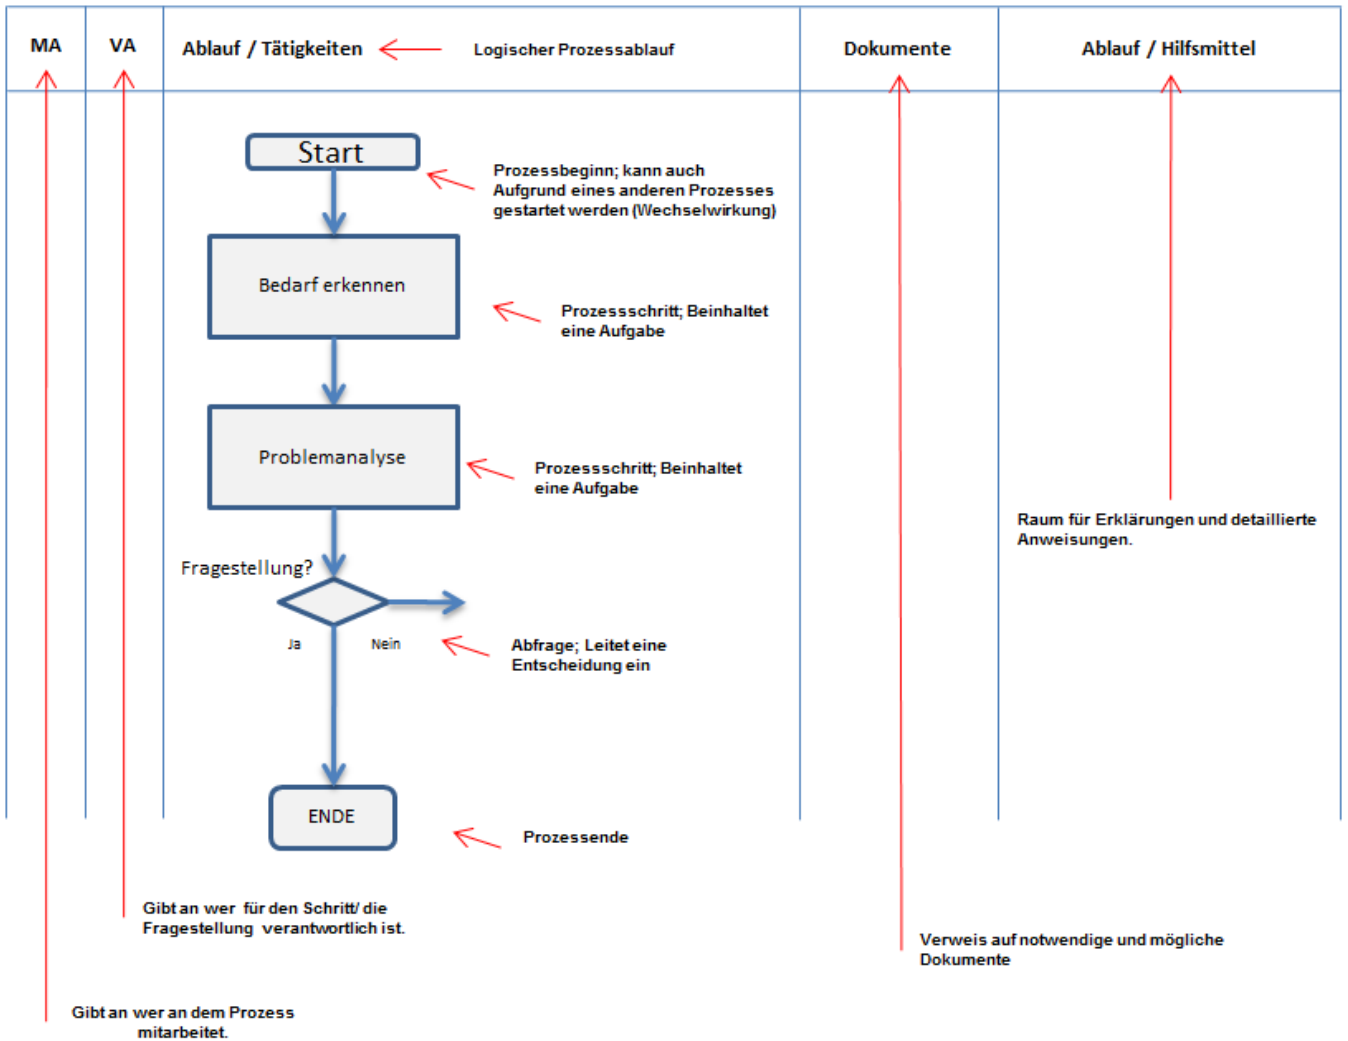 MA
VA
Ablauf / Tätigkeiten
Logischer Prozessablauf
Dokumente
Ablauf / Hilfsmittel
Start
Prozessbeginn; kann auch
Aufgrund eines anderen Prozesses
gestartet werden (Wechselwirkung)
Bedarf erkennen
Prozessschritt; Beinhaltet
eine Aufgabe
Problemanalyse
Prozessschritt; Beinhaltet
eine Aufgabe
Raum für Erklärungen und detaillierte
Anweisungen.
Fragestellung?
Ja
Nein
Abfrage; Leitet eine
Entscheidung ein
ENDE
Prozessende
Gibt an wer für den Schritt/ die
Fragestellung verantwortlich ist.
Verweis auf notwendige und mögliche
Dokumente
Gibt an wer an dem Prozess
mitarbeitet.